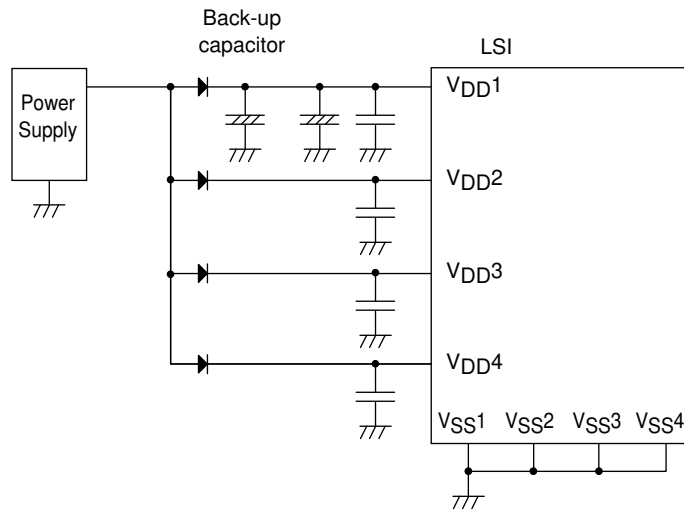 Back-up
capacitor
LSI
Power
Supply
VDD1
VDD2
VDD3
VDD4
VSS1 VSS2 VSS3 VSS4